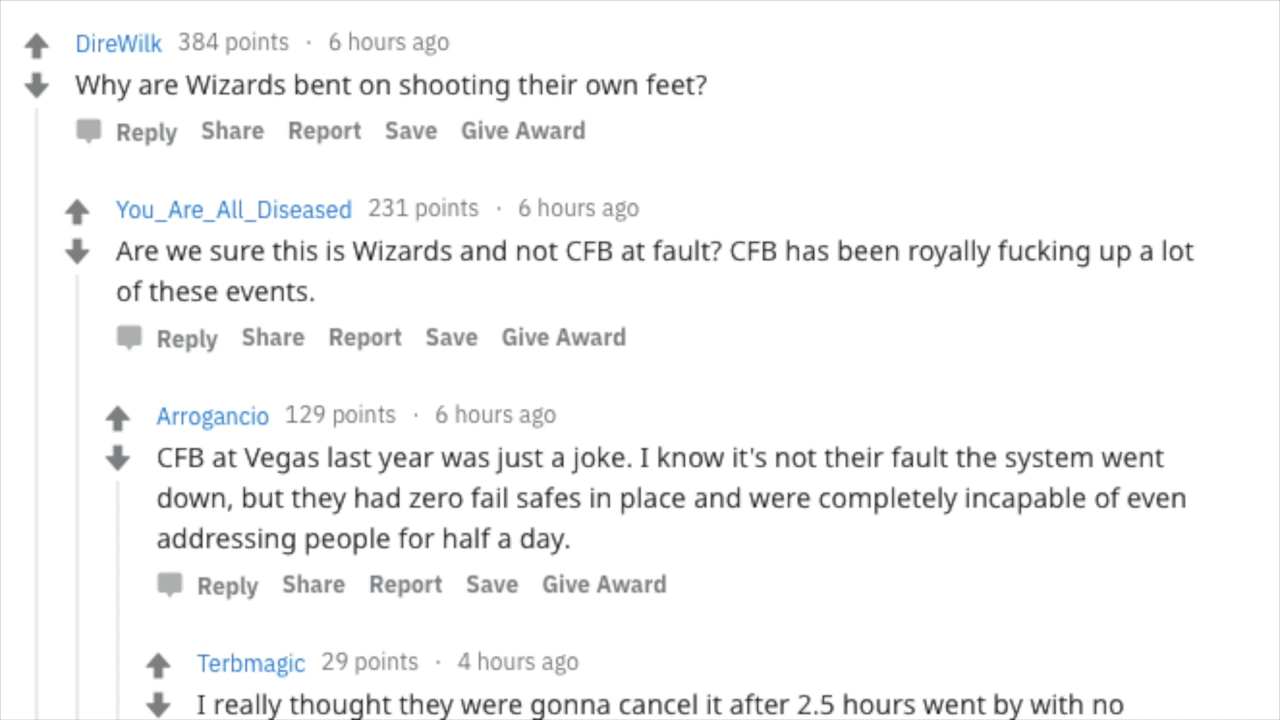 DireWilk 384 points · 6 hours ago
Why are Wizards bent on shooting their own feet?
Reply Share Report Save Give Award
You_Are_All_Diseased 231 points · 6 hours ago
Are we sure this is Wizards and not CFB at fault? CFB has been royally fucking up a lot
of these events.
Reply Share Report Save Give Award
Arrogancio 129 points · 6 hours ago
CFB at Vegas last year was just a joke. I know it's not their fault the system went
down, but they had zero fail safes in place and were completely incapable of even
addressing people for half a day.
Reply Share Report Save Give Award
Terbmagic 29 points · 4 hours ago
I really thought they were gonna cancel it after 2.5 hours went by with no